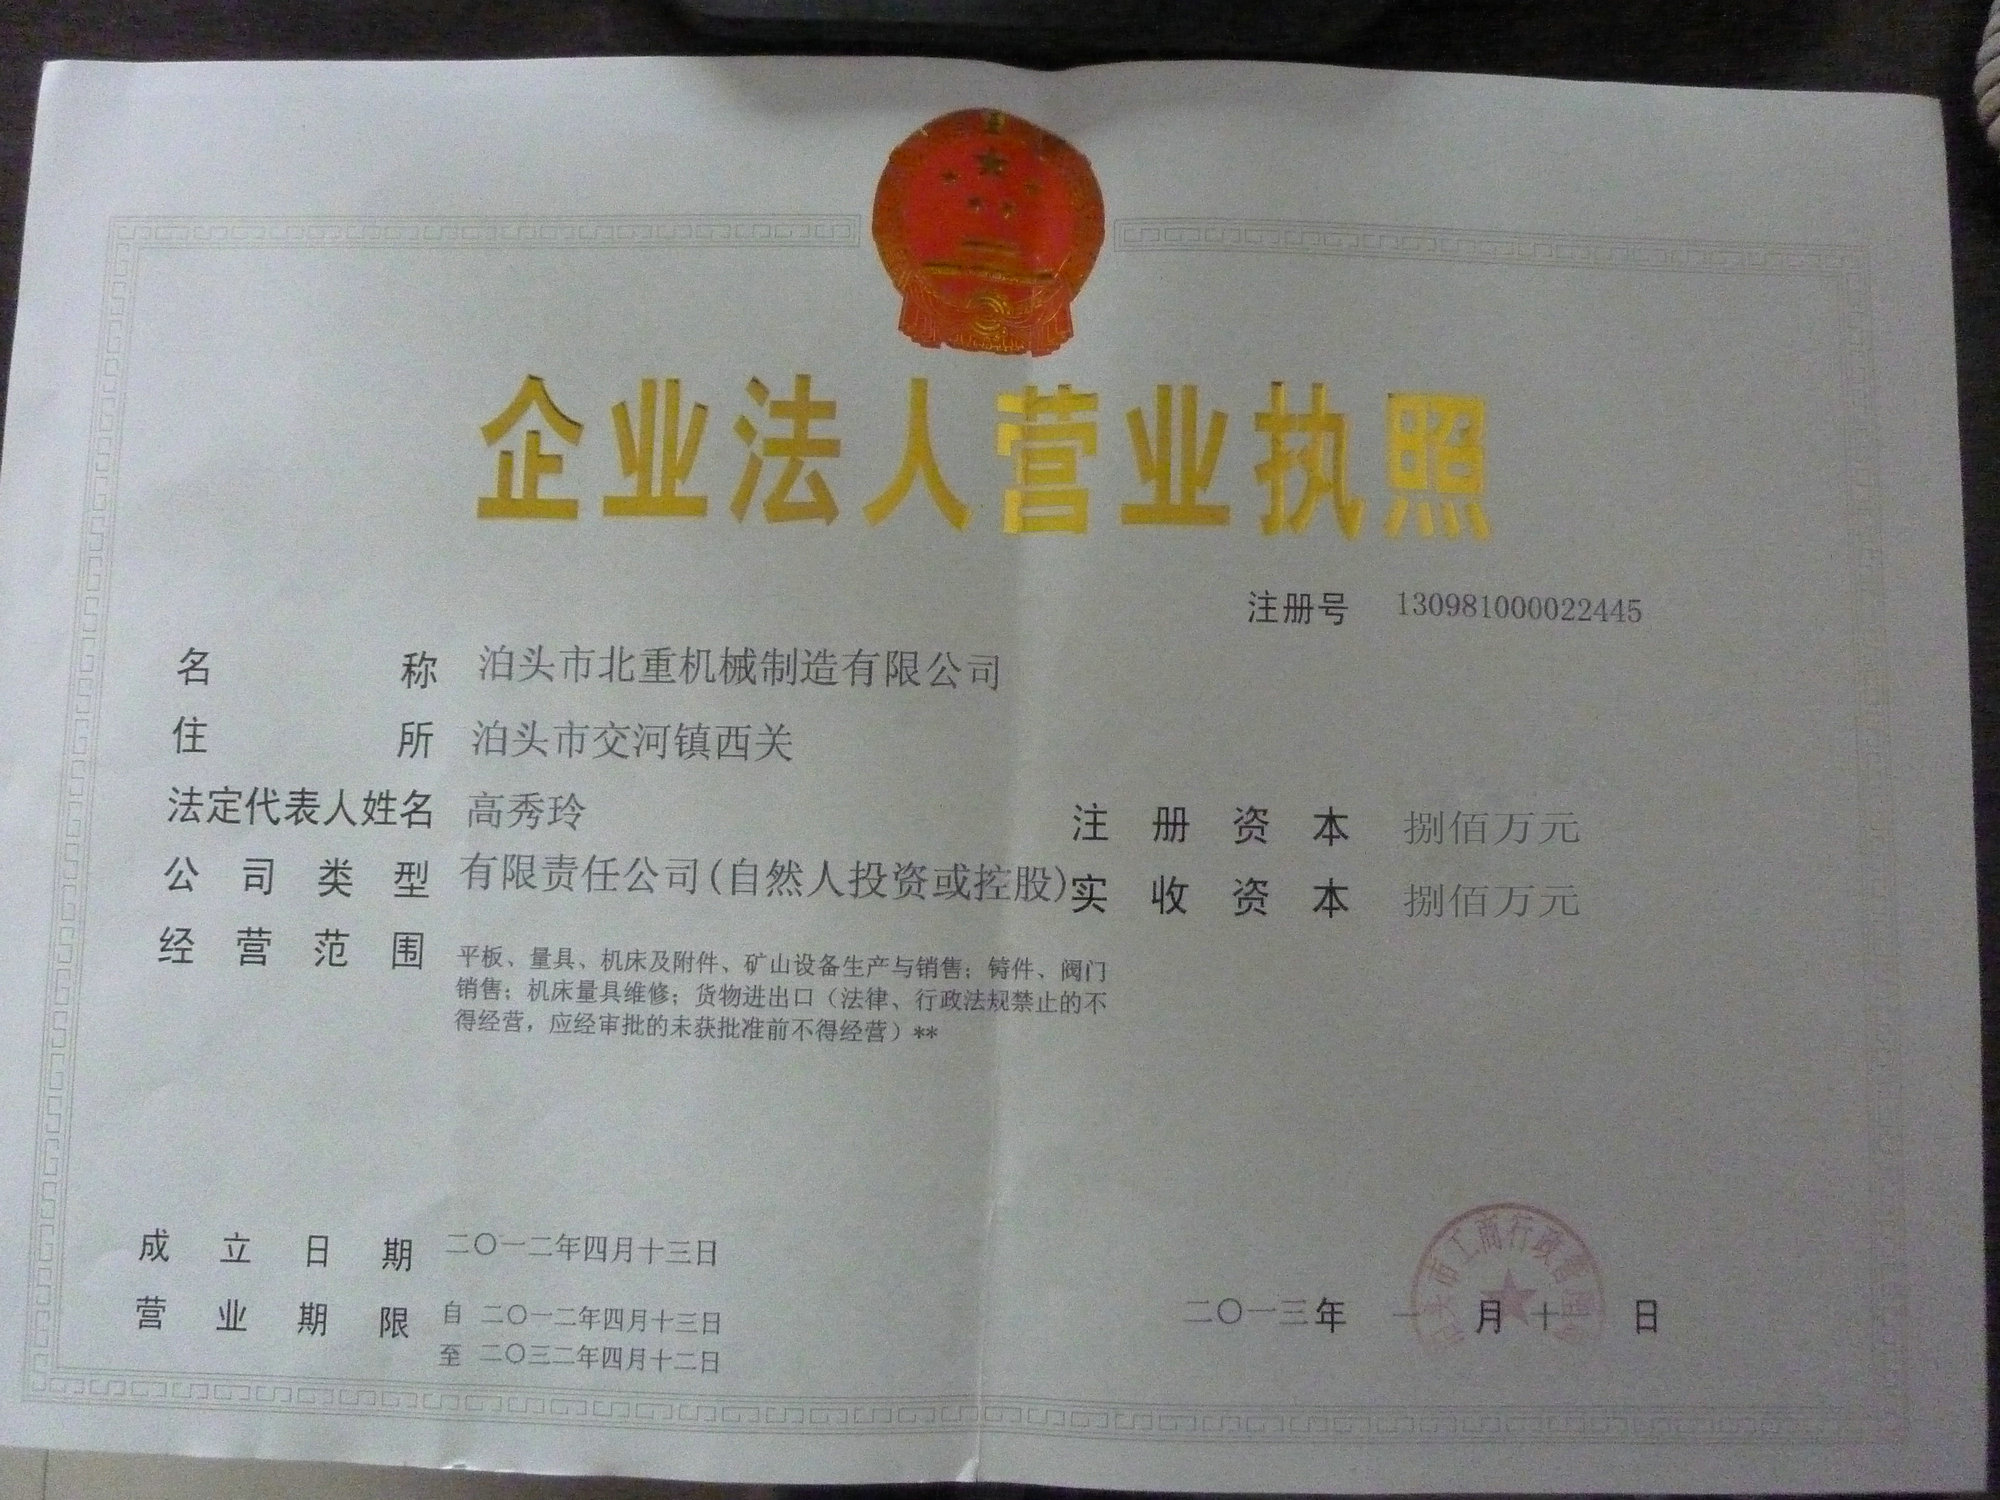 企业法人营业执照
注册号 130981000022445
名称 泊头市北重机械制造有限公司
住所 泊头市交河镇西关
法定代表人姓名 高秀玲
注册资本 捌佰万元
公司类型 有限责任公司(自然人投资或控股)
实收资本 捌佰万元
经营范围 平板、量具、机床及附件、矿山设备生产与销售；铸件、阀门
销售；机床量具维修；货物进出口（法律、行政法规禁止的不
得经营，应经审批的未获批准前不得经营）**
成立日期 二〇一二年四月十三日
营业期限 自 二〇一二年四月十三日
至 二〇三二年四月十二日
二〇一三年 一月十 日
市工商行政管